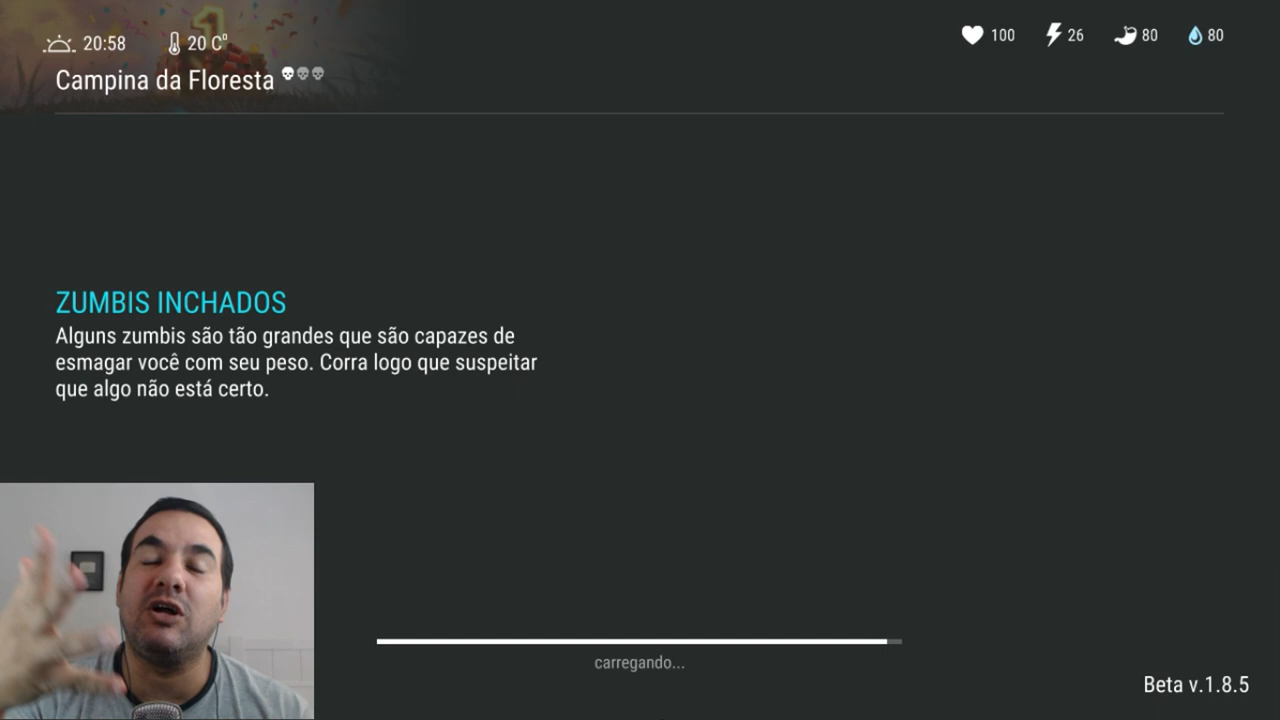 20:58 20 Cº
100 26 80 80
Campina da Floresta
ZUMBIS INCHADOS
Alguns zumbis são tão grandes que são capazes de
esmagar você com seu peso. Corra logo que suspeitar
que algo não está certo.
carregando...
Beta v.1.8.5